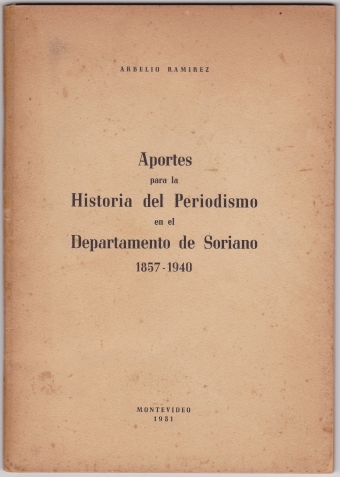 ARBELIO RAMIREZ
Aportes
para la
Historia del Periodismo
en el
Departamento de Soriano
1857-1940
MONTEVIDEO
1951